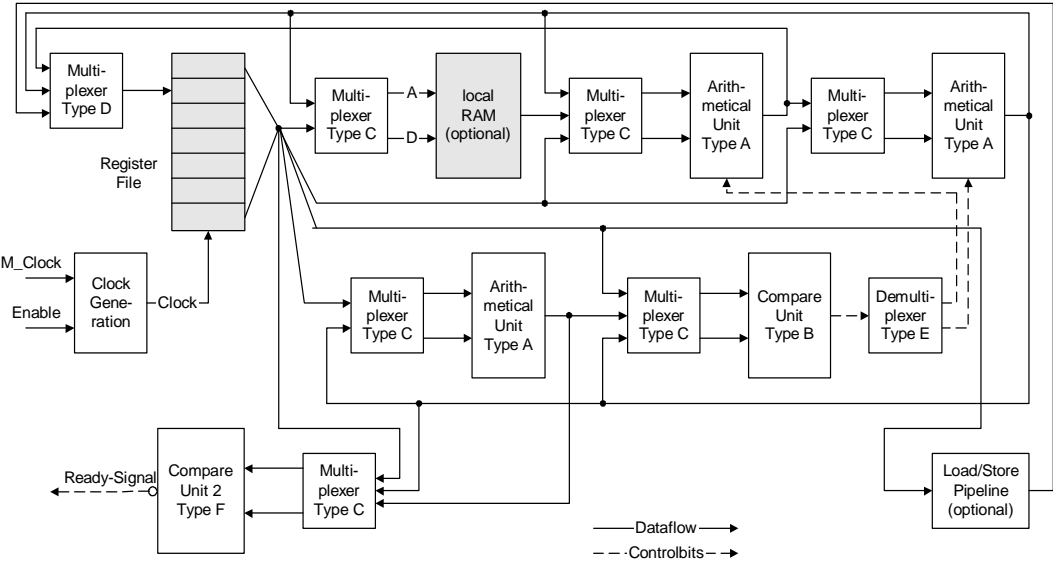 Multi-
plexer
Type D
Register
File
Multi-
plexer
Type C
A
D
local
RAM
(optional)
Multi-
plexer
Type C
Arith-
metical
Unit
Type A
Multi-
plexer
Type C
Arith-
metical
Unit
Type A
M_Clock
Enable
Clock
Gene-
ration
Clock
Multi-
plexer
Type C
Arith-
metical
Unit
Type A
Multi-
plexer
Type C
Compare
Unit
Type B
Demulti-
plexer
Type E
Ready-Signal
Compare
Unit 2
Type F
Multi-
plexer
Type C
Load/Store
Pipeline
(optional)
Dataflow
Controlbits